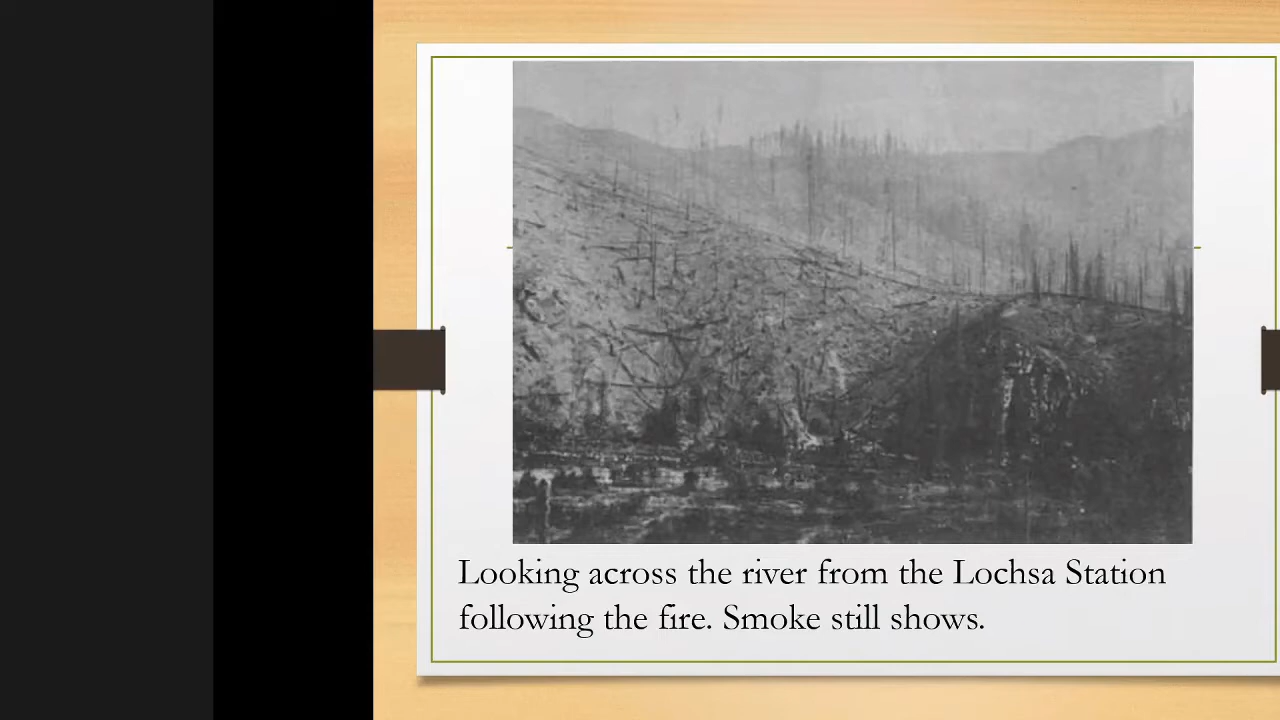 Looking across the river from the Lochsa Station
following the fire. Smoke still shows.